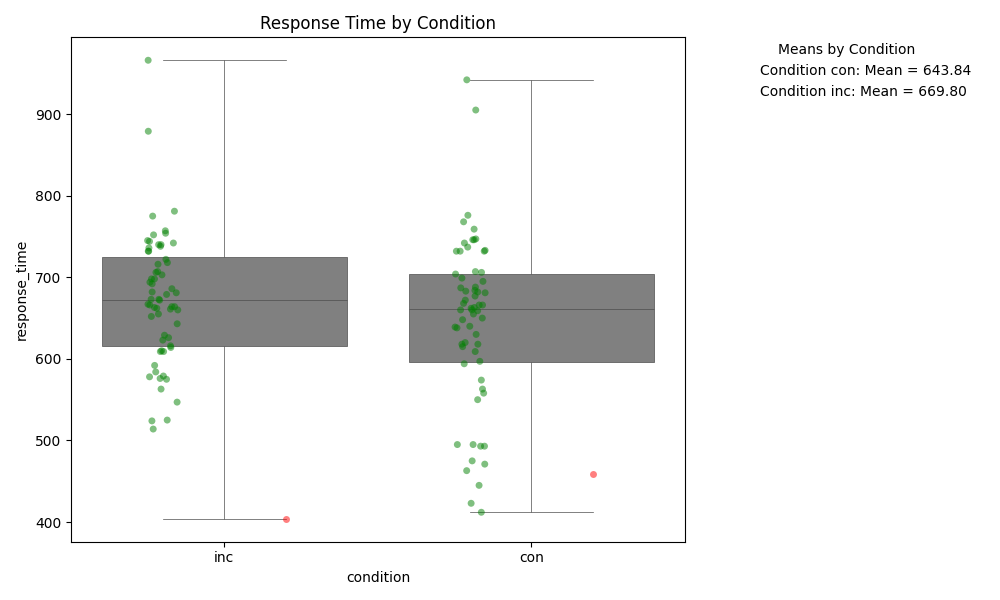 Response Time by Condition
Means by Condition
Condition con: Mean = 643.84
Condition inc: Mean = 669.80
response_time
900
800
700
600
500
400
inc
con
condition